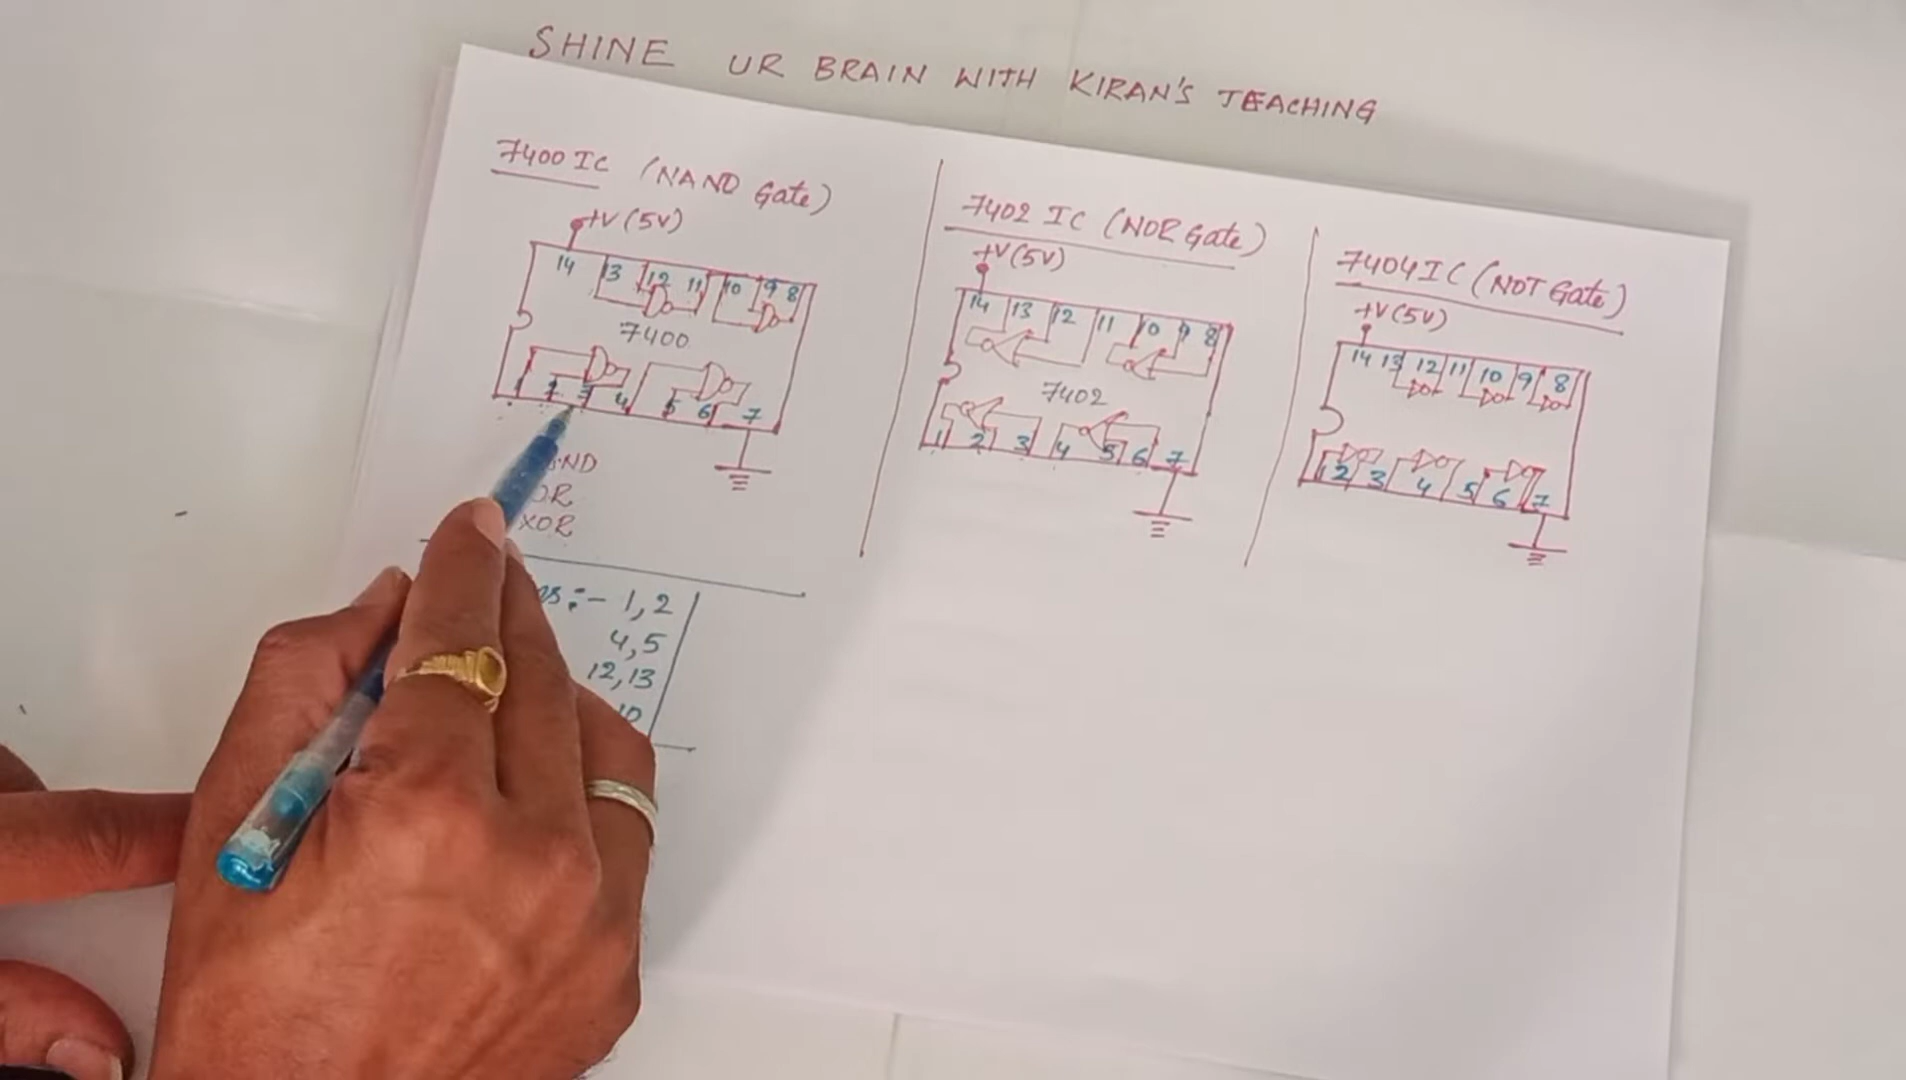 SHINE UR BRAIN WITH KIRAN'S TEACHING
7400 IC (NAND Gate)
+V (5V)
14 13 12 11 10 9 8
7400
1 2 3 4 5 6 7
OR
XOR
:- 1, 2
4, 5
12, 13
10
7402 IC (NOR Gate)
+V (5V)
14 13 12 11 10 9 8
7402
1 2 3 4 5 6 7
7404 IC (NOT Gate)
+V (5V)
14 13 12 11 10 9 8
1 2 3 4 5 6 7